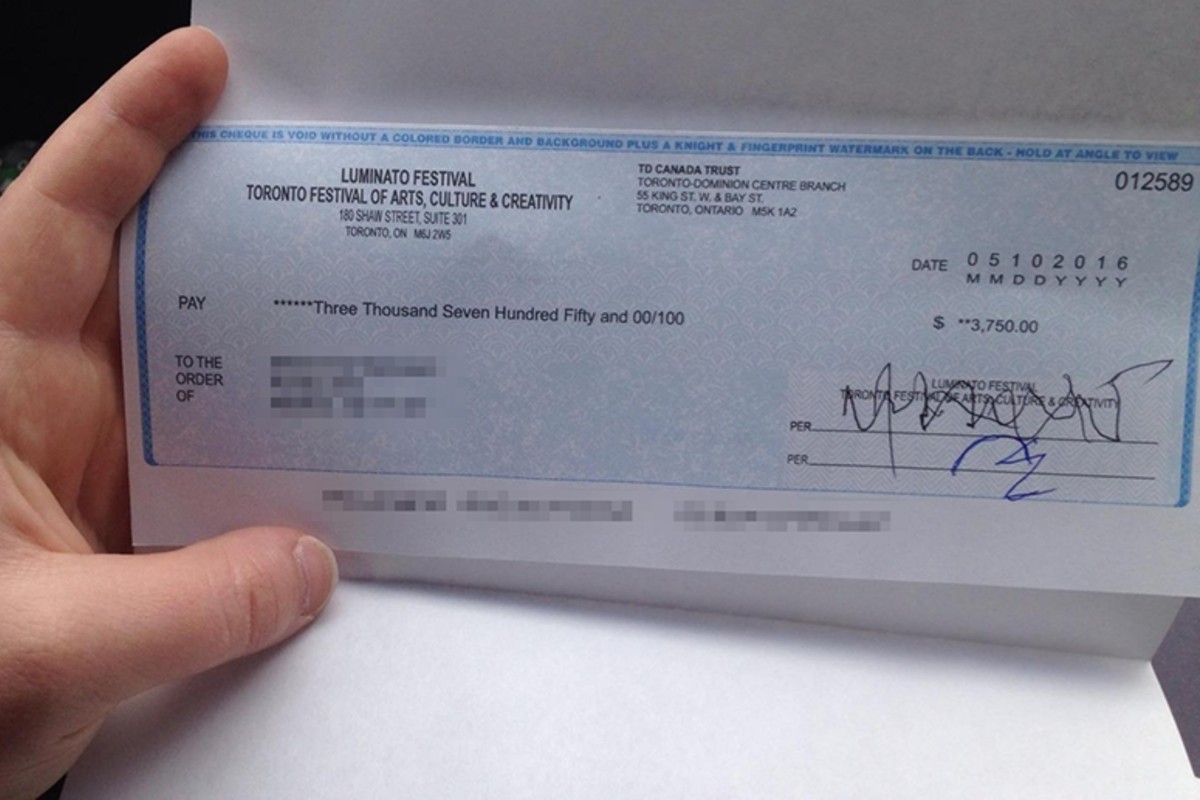 THIS CHEQUE IS VOID WITHOUT A COLORED BORDER AND BACKGROUND PLUS A KNIGHT & FINGERPRINT WATERMARK ON THE BACK - HOLD AT ANGLE TO VIEW
LUMINATO FESTIVAL
TORONTO FESTIVAL OF ARTS, CULTURE & CREATIVITY
180 SHAW STREET, SUITE 301
TORONTO, ON M6J 2W5
TD CANADA TRUST
TORONTO-DOMINION CENTRE BRANCH
55 KING ST. W. & BAY ST.
TORONTO, ONTARIO M5K 1A2
012589
DATE 0 5 1 0 2 0 1 6
M M D D Y Y Y Y
PAY ******Three Thousand Seven Hundred Fifty and 00/100
$ **3,750.00
TO THE
ORDER
OF
LUMINATO FESTIVAL
TORONTO FESTIVAL OF ARTS, CULTURE & CREATIVITY
PER
PER